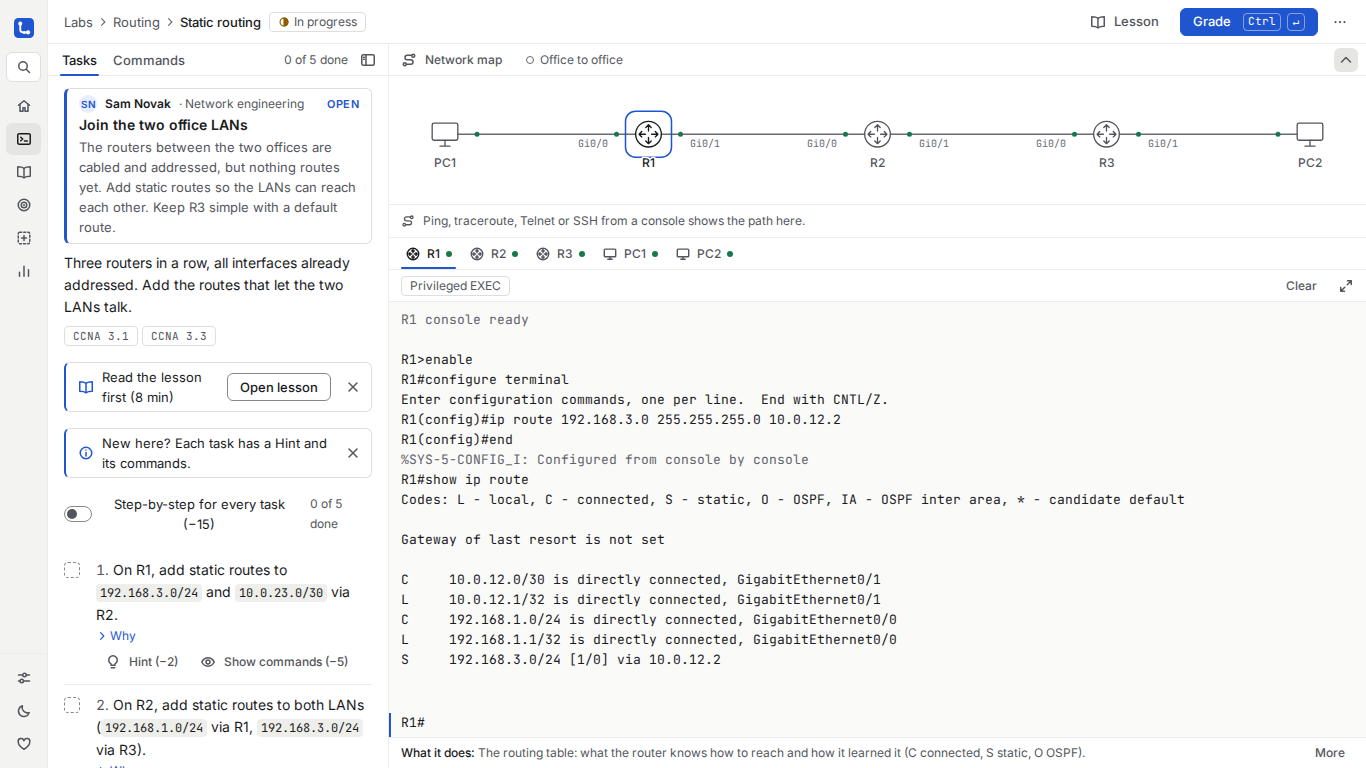 Labs > Routing > Static routing In progress
Lesson
Grade Ctrl ↵
Tasks Commands 0 of 5 done
SN Sam Novak · Network engineering OPEN
Join the two office LANs
The routers between the two offices are
cabled and addressed, but nothing routes
yet. Add static routes so the LANs can reach
each other. Keep R3 simple with a default
route.
Three routers in a row, all interfaces already
addressed. Add the routes that let the two
LANs talk.
CCNA 3.1 CCNA 3.3
Read the lesson
first (8 min)
Open lesson
New here? Each task has a Hint and
its commands.
Step-by-step for every task
(−15)
0 of 5
done
1. On R1, add static routes to
192.168.3.0/24 and 10.0.23.0/30 via
R2.
> Why
Hint (−2) Show commands (−5)
2. On R2, add static routes to both LANs
( 192.168.1.0/24 via R1, 192.168.3.0/24
via R3).
> Why
Network map Office to office
Gi0/0 Gi0/1 Gi0/0 Gi0/1 Gi0/0 Gi0/1
PC1 R1 R2 R3 PC2
Ping, traceroute, Telnet or SSH from a console shows the path here.
R1 R2 R3 PC1 PC2
Privileged EXEC Clear
R1 console ready
R1>enable
R1#configure terminal
Enter configuration commands, one per line.  End with CNTL/Z.
R1(config)#ip route 192.168.3.0 255.255.255.0 10.0.12.2
R1(config)#end
%SYS-5-CONFIG_I: Configured from console by console
R1#show ip route
Codes: L - local, C - connected, S - static, O - OSPF, IA - OSPF inter area, * - candidate default
Gateway of last resort is not set
C     10.0.12.0/30 is directly connected, GigabitEthernet0/1
L     10.0.12.1/32 is directly connected, GigabitEthernet0/1
C     192.168.1.0/24 is directly connected, GigabitEthernet0/0
L     192.168.1.1/32 is directly connected, GigabitEthernet0/0
S     192.168.3.0/24 [1/0] via 10.0.12.2
R1#
What it does: The routing table: what the router knows how to reach and how it learned it (C connected, S static, O OSPF).
More